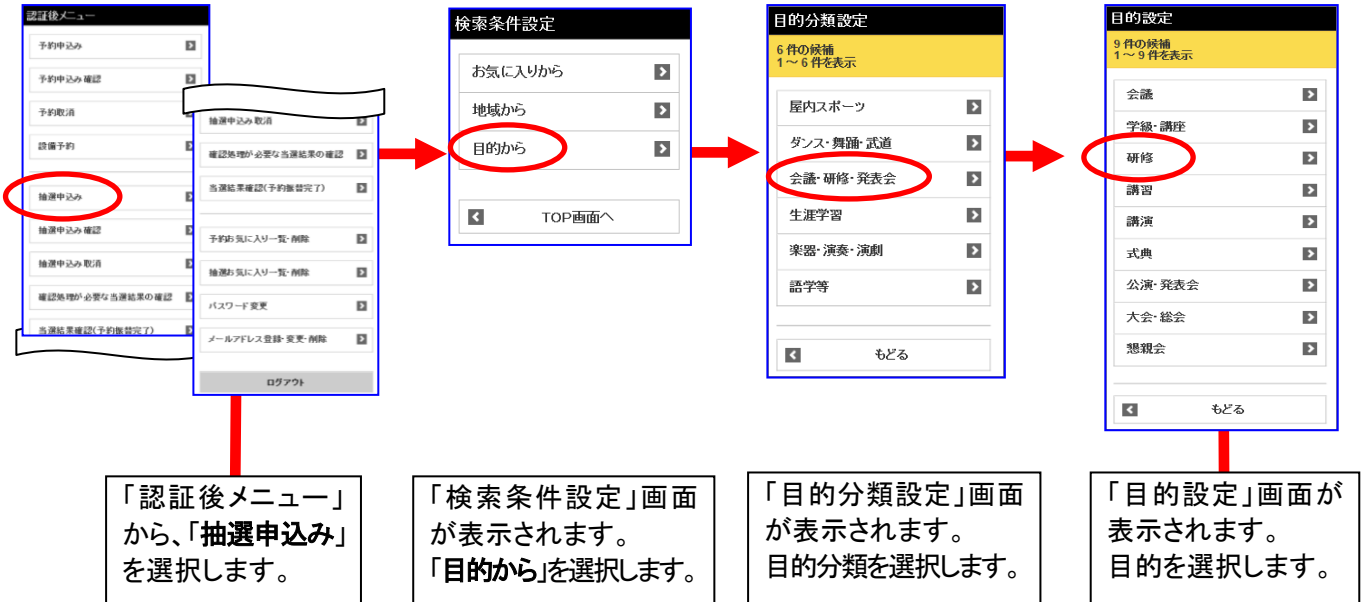 認証後メニュー
予約申込み
予約申込み確認
予約取消
設備予約
抽選申込み
抽選申込み確認
抽選申込み取消
確認処理が必要な当選結果の確認
当選結果確認(予約振替完了)
抽選申込み取消
確認処理が必要な当選結果の確認
当選結果確認(予約振替完了)
予約お気に入り一覧・削除
抽選お気に入り一覧・削除
パスワード変更
メールアドレス登録・変更・削除
ログアウト
検索条件設定
お気に入りから
地域から
目的から
TOP画面へ
目的分類設定
6件の候補
1～6件を表示
屋内スポーツ
ダンス・舞踊・武道
会議・研修・発表会
生涯学習
楽器・演奏・演劇
語学等
もどる
目的設定
9件の候補
1～9件を表示
会議
学級・講座
研修
講習
講演
式典
公演・発表会
大会・総会
懇親会
もどる
「認証後メニュー」
から、「抽選申込み」
を選択します。
「検索条件設定」画面
が表示されます。
「目的から」を選択します。
「目的分類設定」画面
が表示されます。
目的分類を選択します。
「目的設定」画面が
表示されます。
目的を選択します。